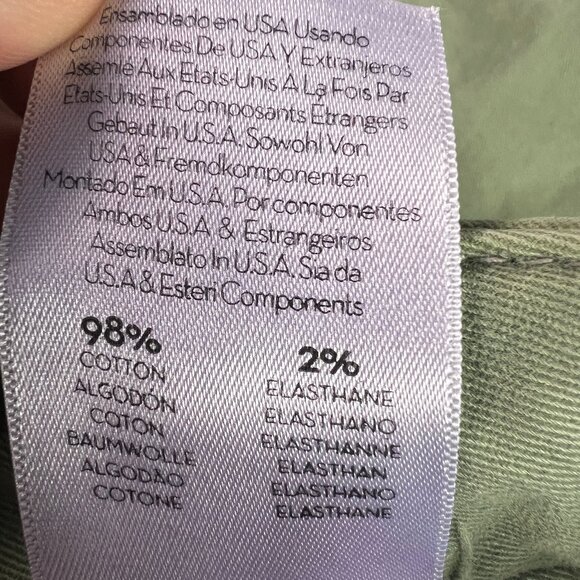 Ensamblado en USA Usando
Componentes De USA Y Extranjeros
Assemie Aux Etats-Unis A La Fois Par
Etats-Unis Et Composants Etrangers
Gebaut In U.S.A. Sowohl Von
USA & Fremdkomponenten
Montado Em U.S.A. Por componentes
Ambos U.S.A & Estrangeiros
Assemblato In U.S.A. Sia da
U.S.A & Esteri Components
98%
COTTON
ALGODÓN
COTON
BAUMWOLLE
ALGODÃO
COTONE
2%
ELASTHANE
ELASTHANO
ELASTHANNE
ELASTHAN
ELASTHANO
ELASTHANE